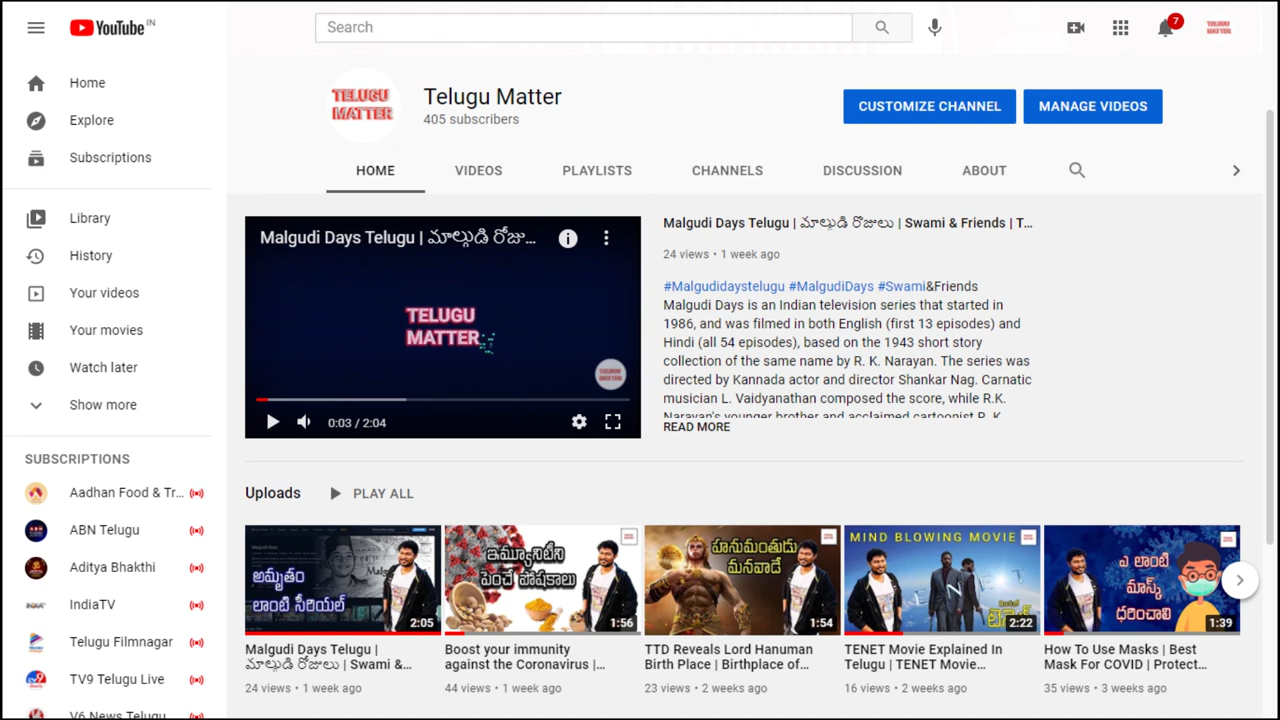 YouTube IN
Search
7
TELUGU
MATTER
Home
Explore
Subscriptions
Library
History
Your videos
Your movies
Watch later
Show more
SUBSCRIPTIONS
Aadhan Food & Tr...
ABN Telugu
Aditya Bhakthi
IndiaTV
Telugu Filmnagar
TV9 Telugu Live
V6 News Telugu
TELUGU
MATTER
Telugu Matter
405 subscribers
CUSTOMIZE CHANNEL
MANAGE VIDEOS
HOME VIDEOS PLAYLISTS CHANNELS DISCUSSION ABOUT
Malgudi Days Telugu | మాల్గుడి రోజు...
TELUGU
MATTER
0:03 / 2:04
Malgudi Days Telugu | మాల్గుడి రోజులు | Swami & Friends | T...
24 views • 1 week ago
#Malgudidaystelugu #MalgudiDays #Swami&Friends
Malgudi Days is an Indian television series that started in
1986, and was filmed in both English (first 13 episodes) and
Hindi (all 54 episodes), based on the 1943 short story
collection of the same name by R. K. Narayan. The series was
directed by Kannada actor and director Shankar Nag. Carnatic
musician L. Vaidyanathan composed the score, while R.K.
Narayan's younger brother and acclaimed cartoonist R. K.
READ MORE
Uploads PLAY ALL
అమృతం
లాంటి సీరియల్
2:05
Malgudi Days Telugu |
మాల్గుడి రోజులు | Swami &...
24 views • 1 week ago
ఇమ్యూనిటీని
పెంచే పోషకాలు
1:56
Boost your immunity
against the Coronavirus |...
44 views • 1 week ago
హనుమంతుడు
మనవాడే
1:54
TTD Reveals Lord Hanuman
Birth Place | Birthplace of...
23 views • 2 weeks ago
MIND BLOWING MOVIE
2:22
TENET Movie Explained In
Telugu | TENET Movie...
16 views • 2 weeks ago
ఎ లాంటి
మాస్క్
ధరించాలి
1:39
How To Use Masks | Best
Mask For COVID | Protect...
35 views • 3 weeks ago